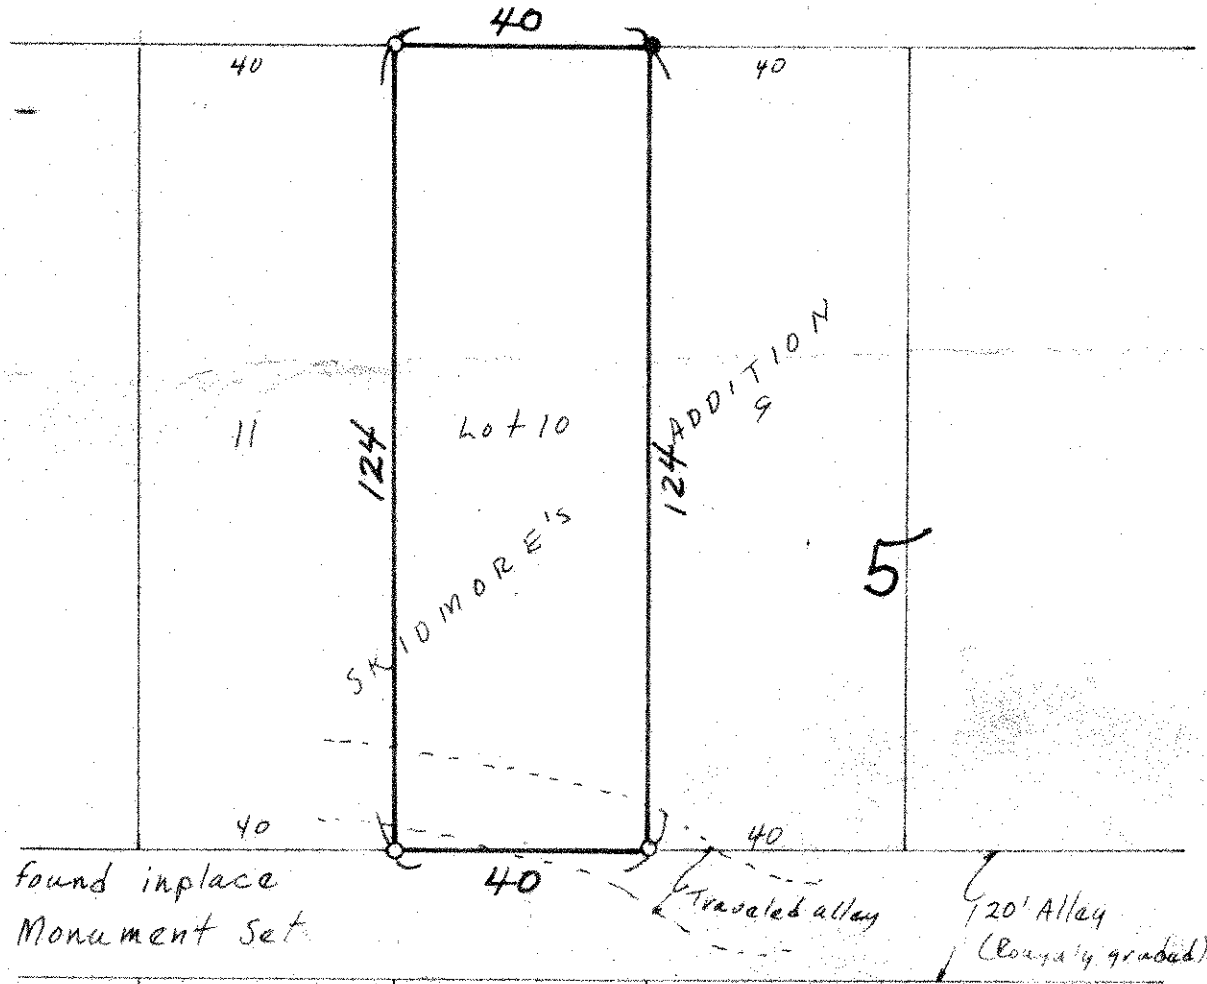 40
40
40
SKIDMORE'S ADDITION
11
Lot 10
9
124
124
5
40
40
40
found inplace
Monument Set
Traveled alley
20' Alley
(Roughly graded)